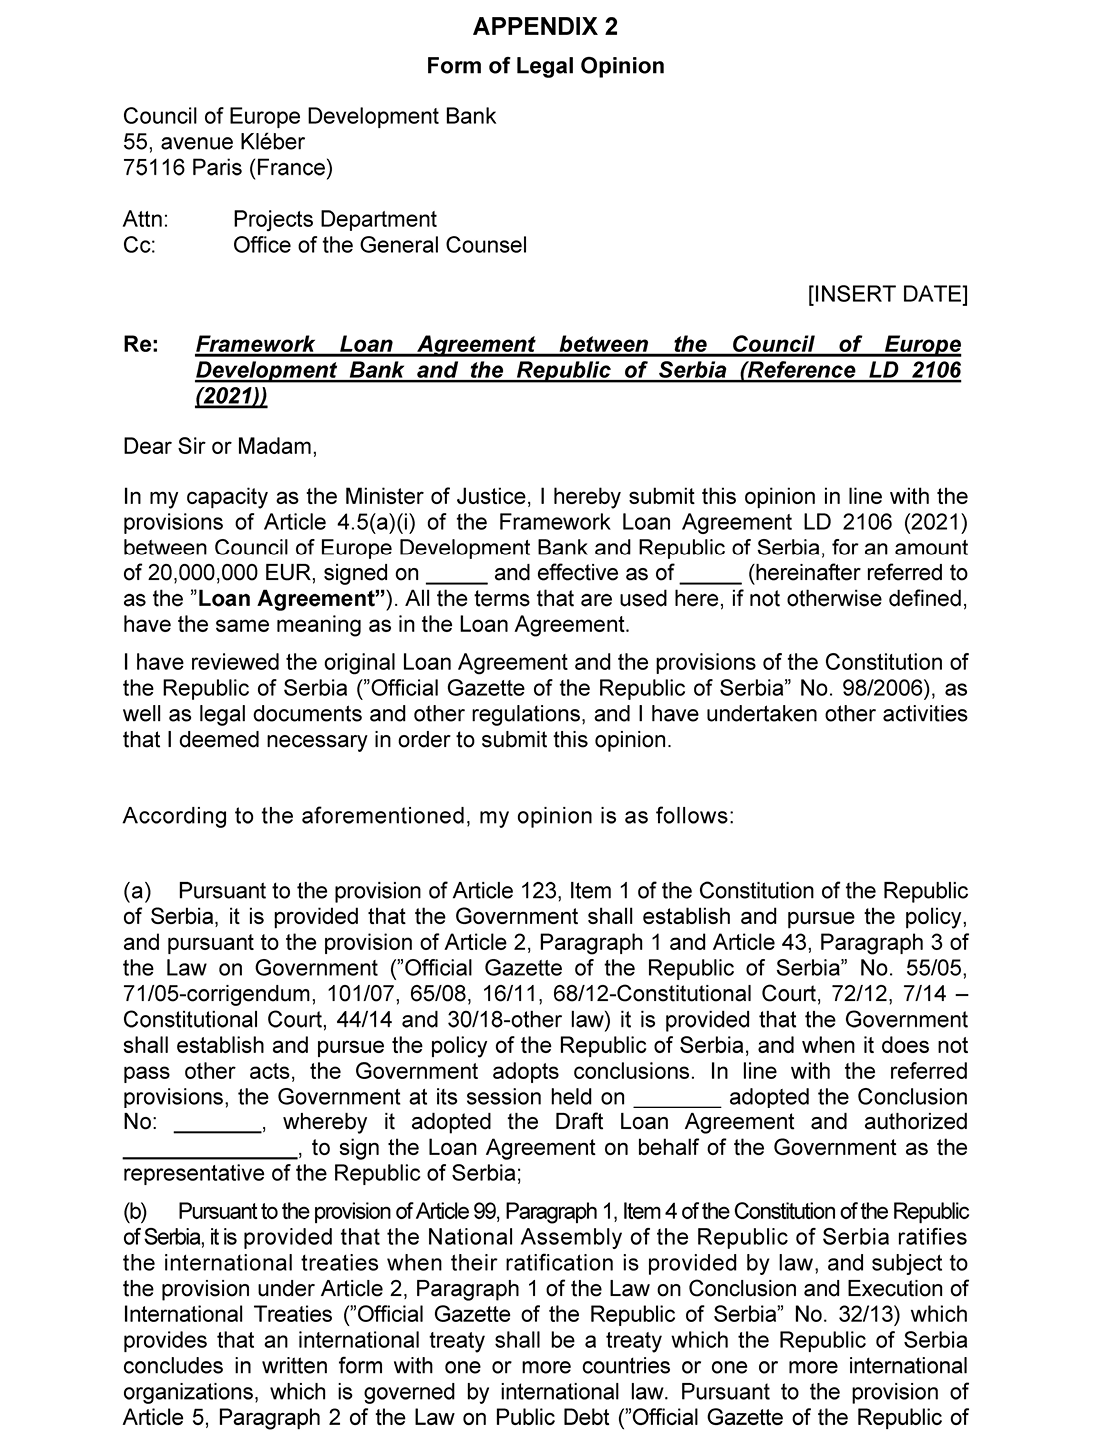 APPENDIX 2
Form of Legal Opinion
Council of Europe Development Bank
55, avenue Kléber
75116 Paris (France)
Attn: Projects Department
Cc: Office of the General Counsel
[INSERT DATE]
Re: Framework Loan Agreement between the Council of Europe
Development Bank and the Republic of Serbia (Reference LD 2106
(2021))
Dear Sir or Madam,
In my capacity as the Minister of Justice, I hereby submit this opinion in line with the
provisions of Article 4.5(a)(i) of the Framework Loan Agreement LD 2106 (2021)
between Council of Europe Development Bank and Republic of Serbia, for an amount
of 20,000,000 EUR, signed on _____ and effective as of _____ (hereinafter referred to
as the ”Loan Agreement”). All the terms that are used here, if not otherwise defined,
have the same meaning as in the Loan Agreement.
I have reviewed the original Loan Agreement and the provisions of the Constitution of
the Republic of Serbia (”Official Gazette of the Republic of Serbia” No. 98/2006), as
well as legal documents and other regulations, and I have undertaken other activities
that I deemed necessary in order to submit this opinion.
According to the aforementioned, my opinion is as follows:
(a) Pursuant to the provision of Article 123, Item 1 of the Constitution of the Republic
of Serbia, it is provided that the Government shall establish and pursue the policy,
and pursuant to the provision of Article 2, Paragraph 1 and Article 43, Paragraph 3 of
the Law on Government (”Official Gazette of the Republic of Serbia” No. 55/05,
71/05-corrigendum, 101/07, 65/08, 16/11, 68/12-Constitutional Court, 72/12, 7/14 –
Constitutional Court, 44/14 and 30/18-other law) it is provided that the Government
shall establish and pursue the policy of the Republic of Serbia, and when it does not
pass other acts, the Government adopts conclusions. In line with the referred
provisions, the Government at its session held on _______ adopted the Conclusion
No: _______, whereby it adopted the Draft Loan Agreement and authorized
______________, to sign the Loan Agreement on behalf of the Government as the
representative of the Republic of Serbia;
(b) Pursuant to the provision of Article 99, Paragraph 1, Item 4 of the Constitution of the Republic
of Serbia, it is provided that the National Assembly of the Republic of Serbia ratifies
the international treaties when their ratification is provided by law, and subject to
the provision under Article 2, Paragraph 1 of the Law on Conclusion and Execution of
International Treaties (”Official Gazette of the Republic of Serbia” No. 32/13) which
provides that an international treaty shall be a treaty which the Republic of Serbia
concludes in written form with one or more countries or one or more international
organizations, which is governed by international law. Pursuant to the provision of
Article 5, Paragraph 2 of the Law on Public Debt (”Official Gazette of the Republic of